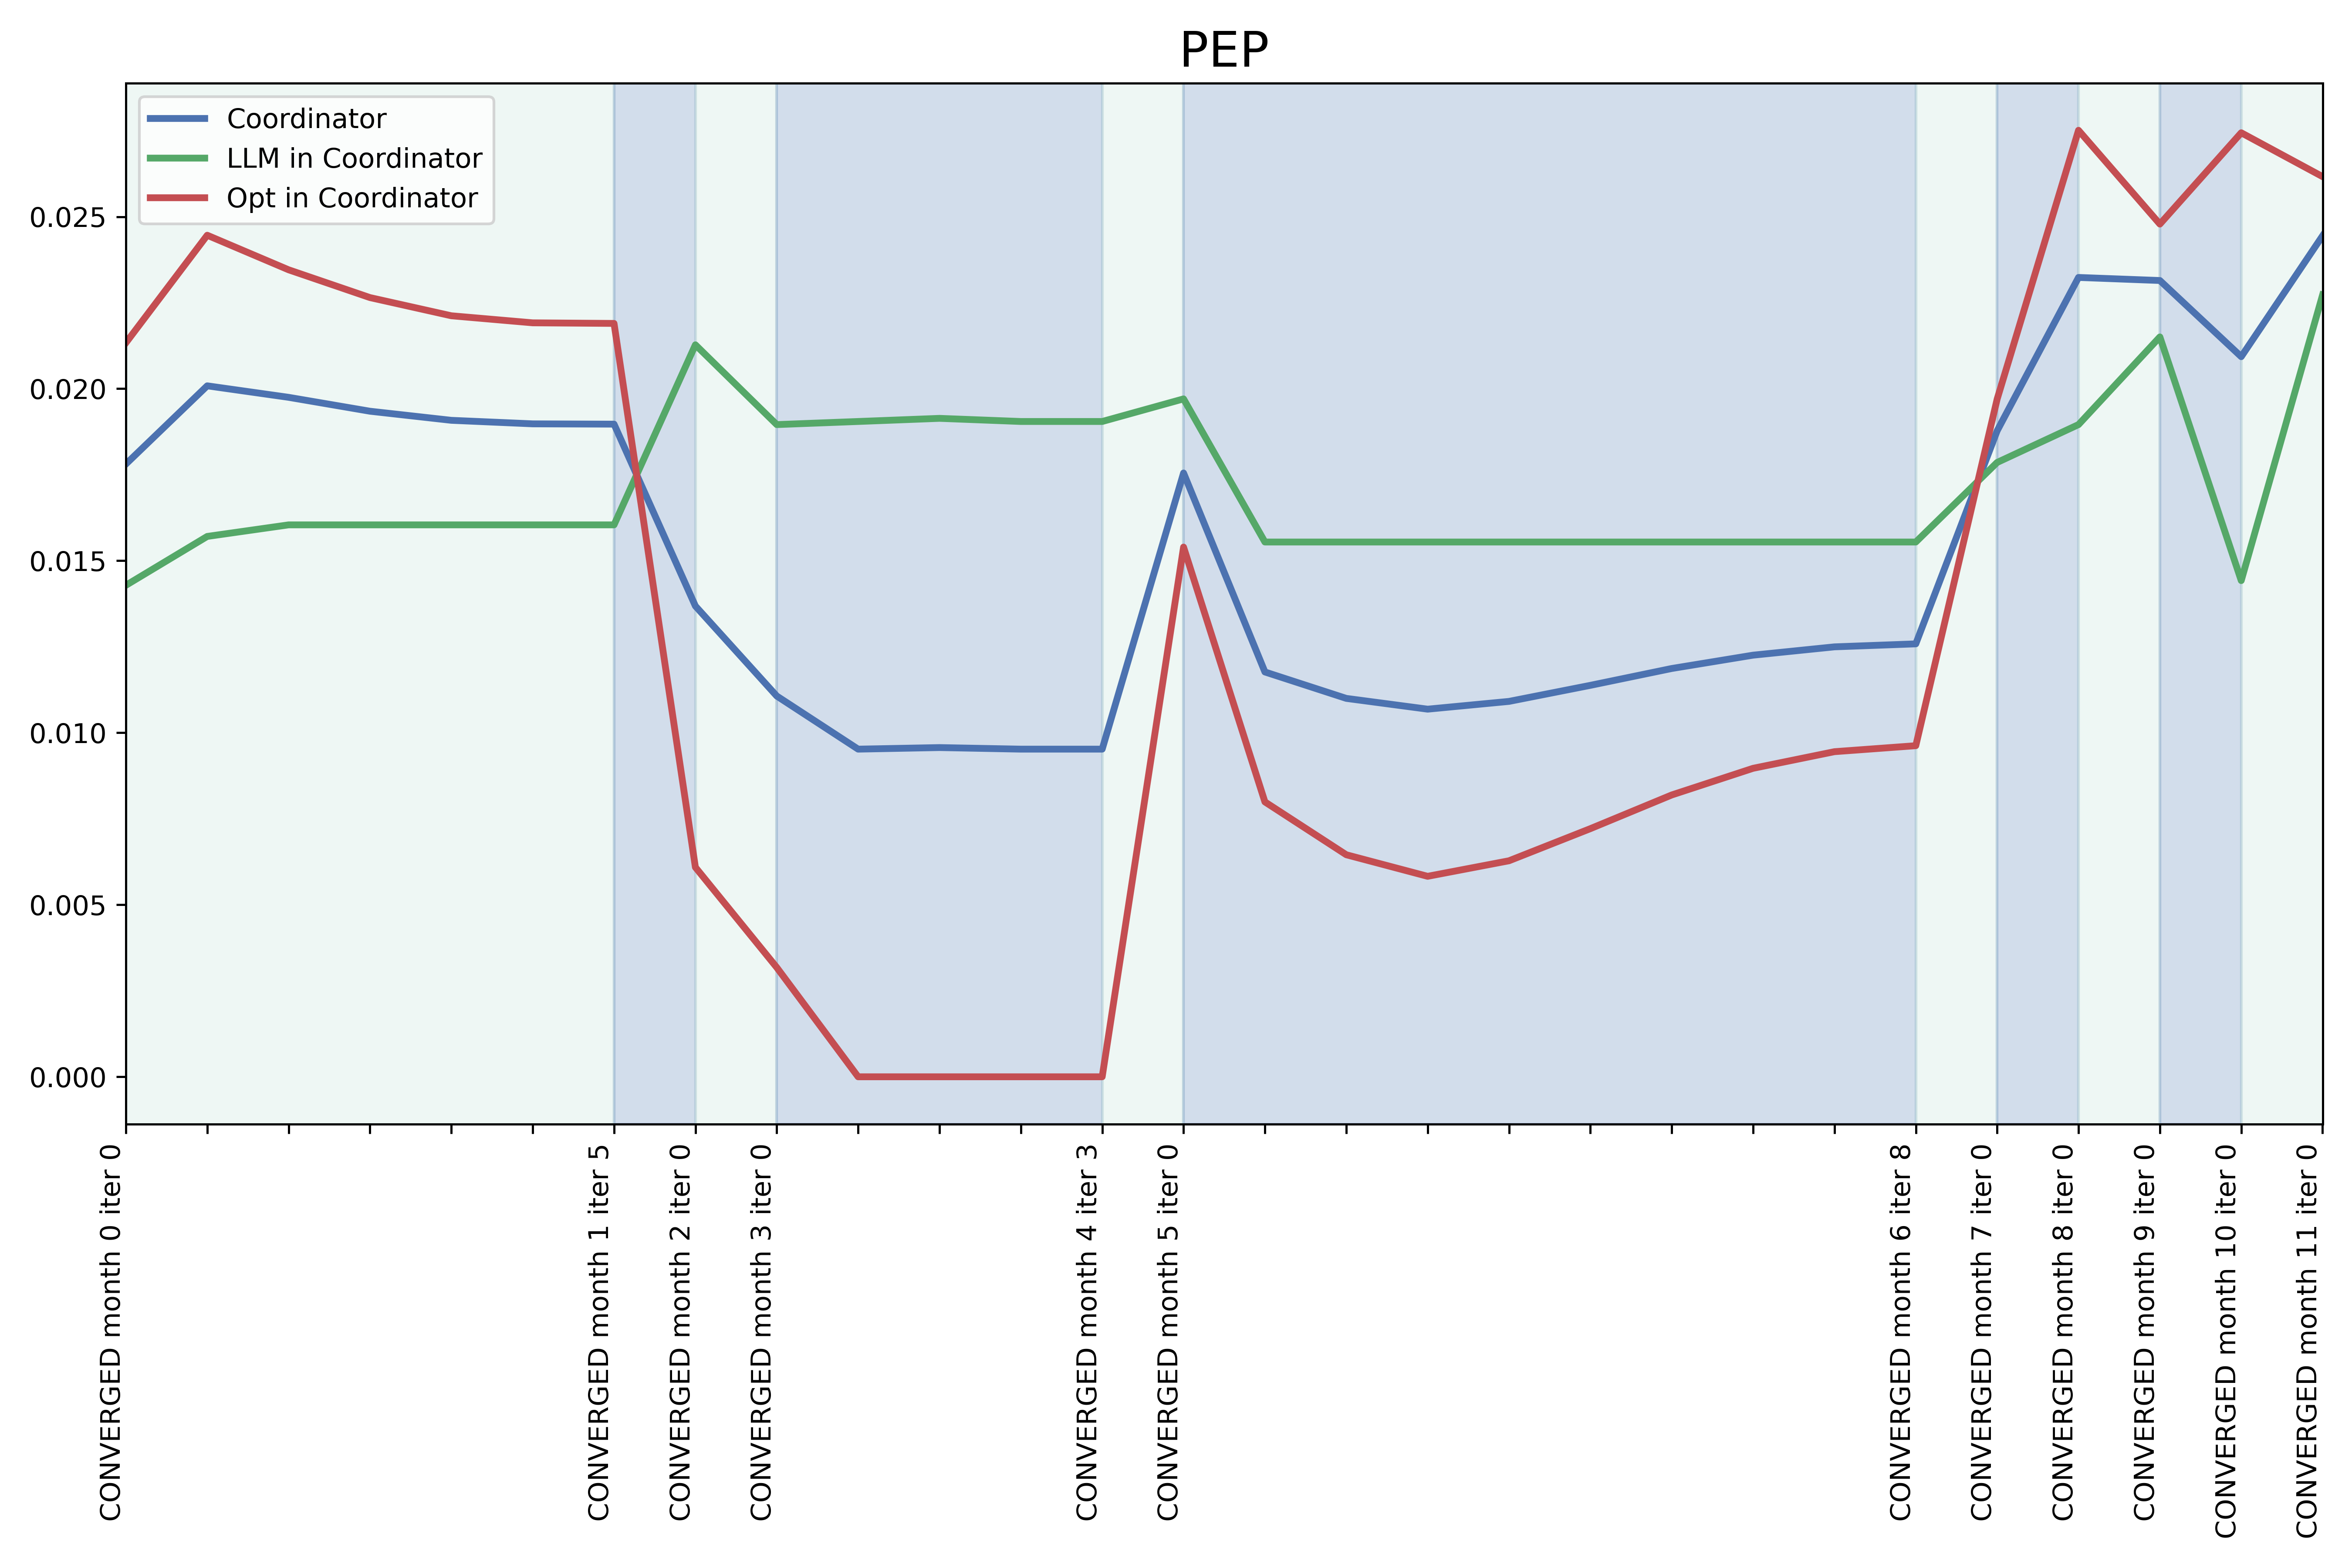 PEP
Coordinator
LLM in Coordinator
Opt in Coordinator
0.025
0.020
0.015
0.010
0.005
0.000
CONVERGED month 0 iter 0
CONVERGED month 1 iter 5
CONVERGED month 2 iter 0
CONVERGED month 3 iter 0
CONVERGED month 4 iter 3
CONVERGED month 5 iter 0
CONVERGED month 6 iter 8
CONVERGED month 7 iter 0
CONVERGED month 8 iter 0
CONVERGED month 9 iter 0
CONVERGED month 10 iter 0
CONVERGED month 11 iter 0